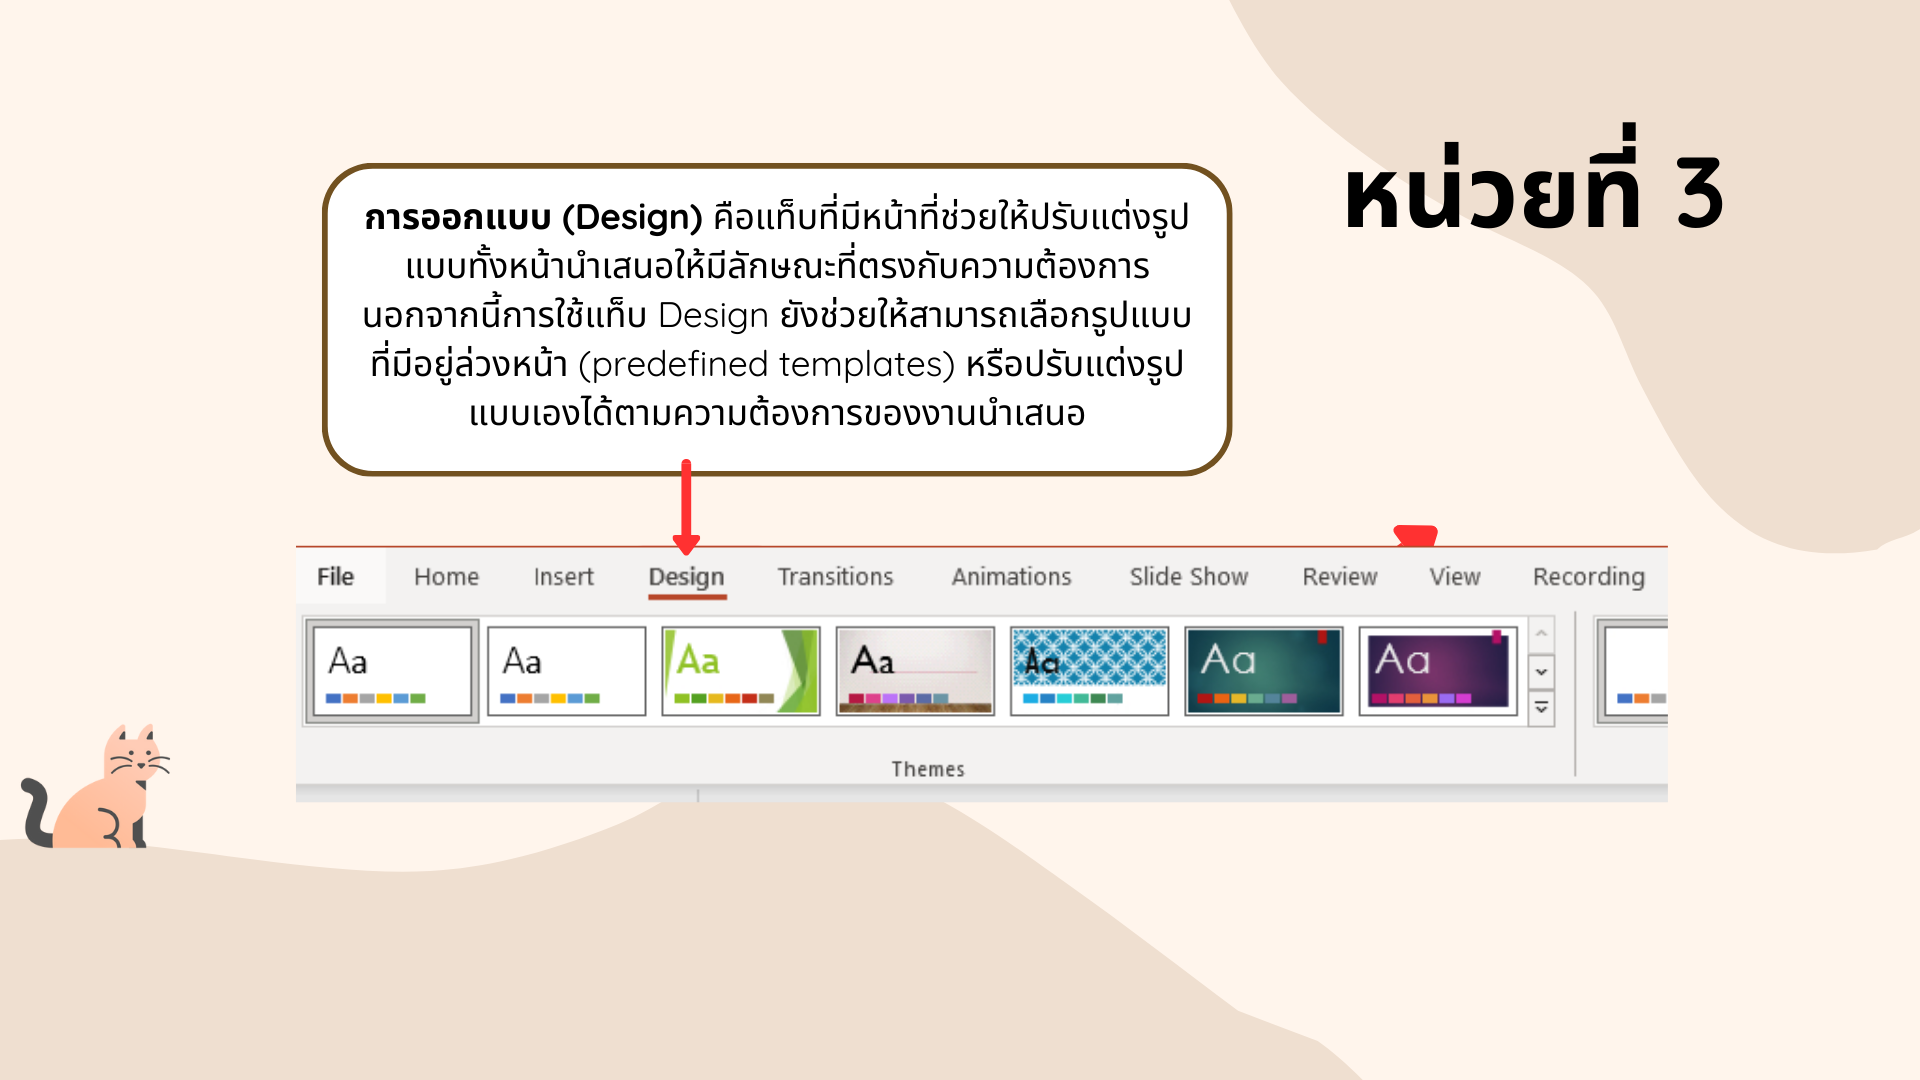 หน่วยที่ 3
การออกแบบ (Design) คือแท็บที่มีหน้าที่ช่วยให้ปรับแต่งรูป
แบบทั้งหน้านำเสนอให้มีลักษณะที่ตรงกับความต้องการ
นอกจากนี้การใช้แท็บ Design ยังช่วยให้สามารถเลือกรูปแบบ
ที่มีอยู่ล่วงหน้า (predefined templates) หรือปรับแต่งรูป
แบบเองได้ตามความต้องการของงานนำเสนอ
File Home Insert Design Transitions Animations Slide Show Review View Recording
Aa Aa Aa Aa Aa Aa Aa
Themes